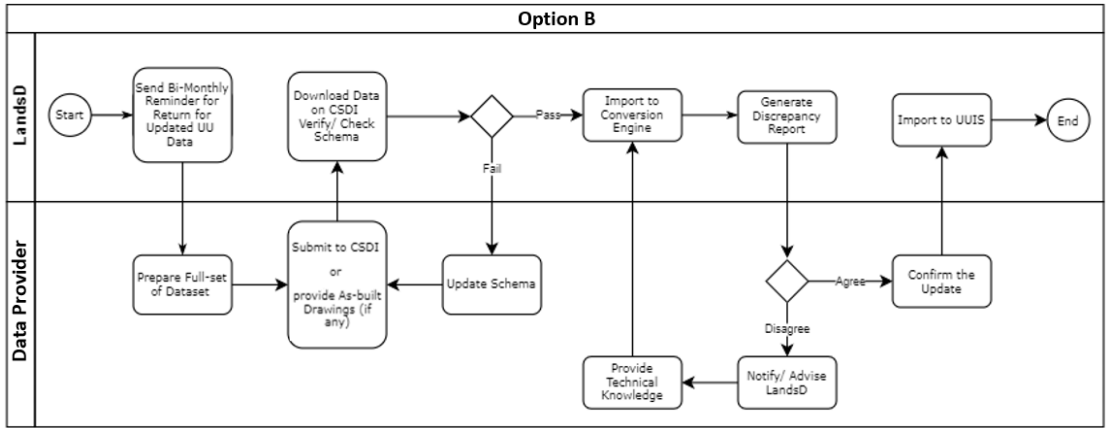 Option B
LandsD
Start
Send Bi-Monthly
Reminder for
Return for
Updated UU
Data
Download Data
on CSDI
Verify/ Check
Schema
Pass
Fail
Import to
Conversion
Engine
Generate
Discrepancy
Report
Import to UUIS
End
Data Provider
Prepare Full-set
of Dataset
Submit to CSDI
or
provide As-built
Drawings (if
any)
Update Schema
Agree
Disagree
Confirm the
Update
Provide
Technical
Knowledge
Notify/ Advise
LandsD